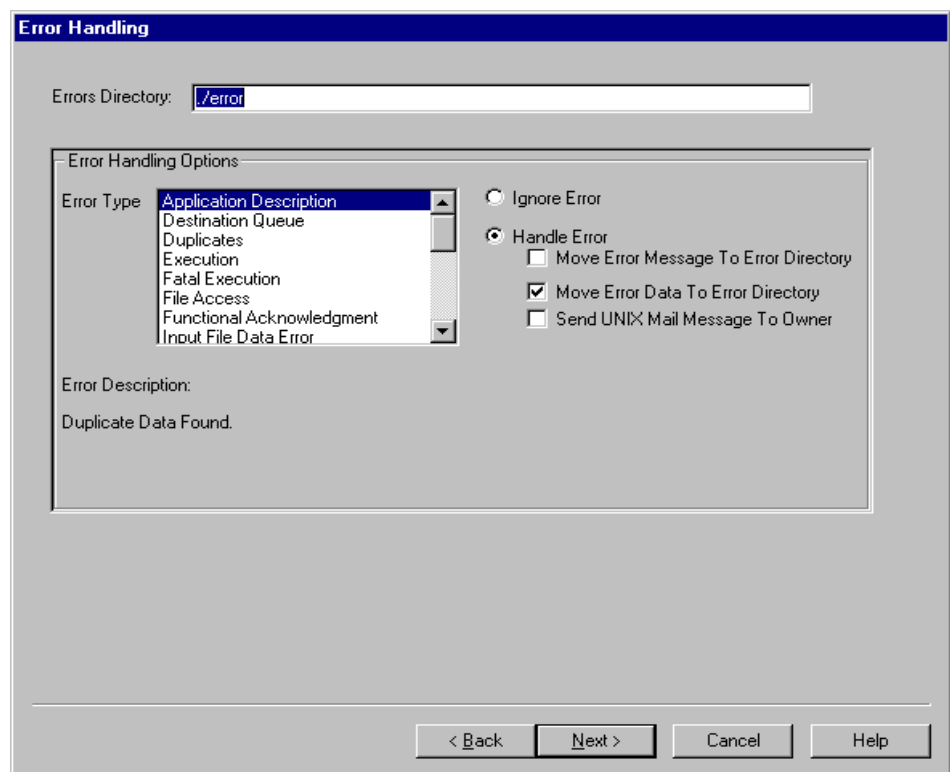 Error Handling
Errors Directory: ./error
Error Handling Options
Error Type
Application Description
Destination Queue
Duplicates
Execution
Fatal Execution
File Access
Functional Acknowledgment
Input File Data Error
Ignore Error
Handle Error
Move Error Message To Error Directory
Move Error Data To Error Directory
Send UNIX Mail Message To Owner
Error Description:
Duplicate Data Found.
< Back Next > Cancel Help